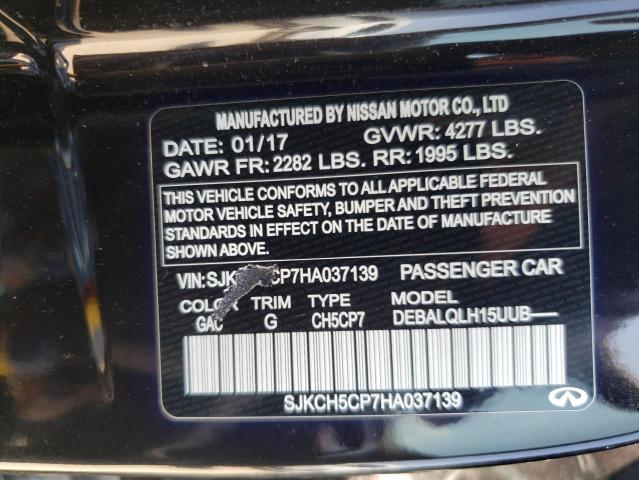 MANUFACTURED BY NISSAN MOTOR CO., LTD
DATE: 01/17 GVWR: 4277 LBS.
GAWR FR: 2282 LBS. RR: 1995 LBS.
THIS VEHICLE CONFORMS TO ALL APPLICABLE FEDERAL
MOTOR VEHICLE SAFETY, BUMPER AND THEFT PREVENTION
STANDARDS IN EFFECT ON THE DATE OF MANUFACTURE
SHOWN ABOVE.
VIN: PASSENGER CAR
COLOR TRIM TYPE MODEL
GAC G CH5CP7 DEBALQLH15UUB—
SJKCH5CP7HA037139